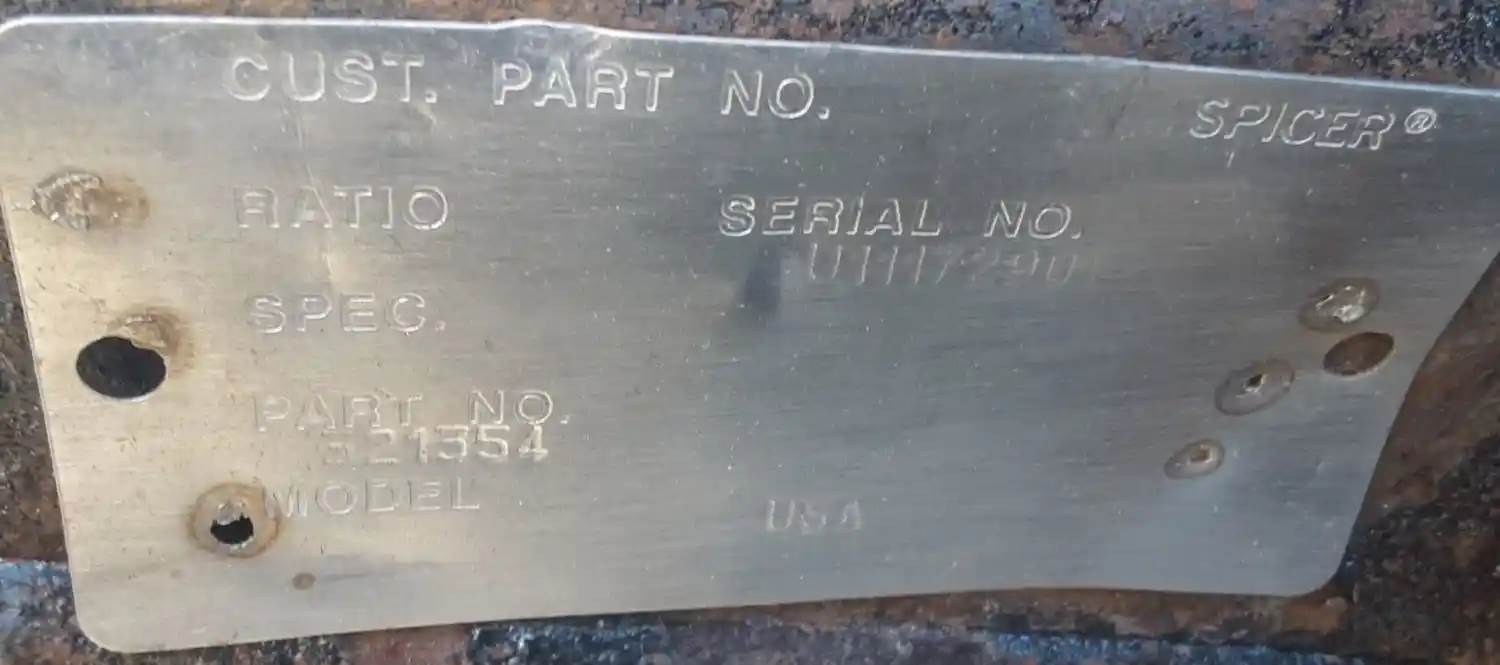 CUST. PART NO.
SPICER®
RATIO
SERIAL NO.
SPEC.
PART NO.
MODEL
USA